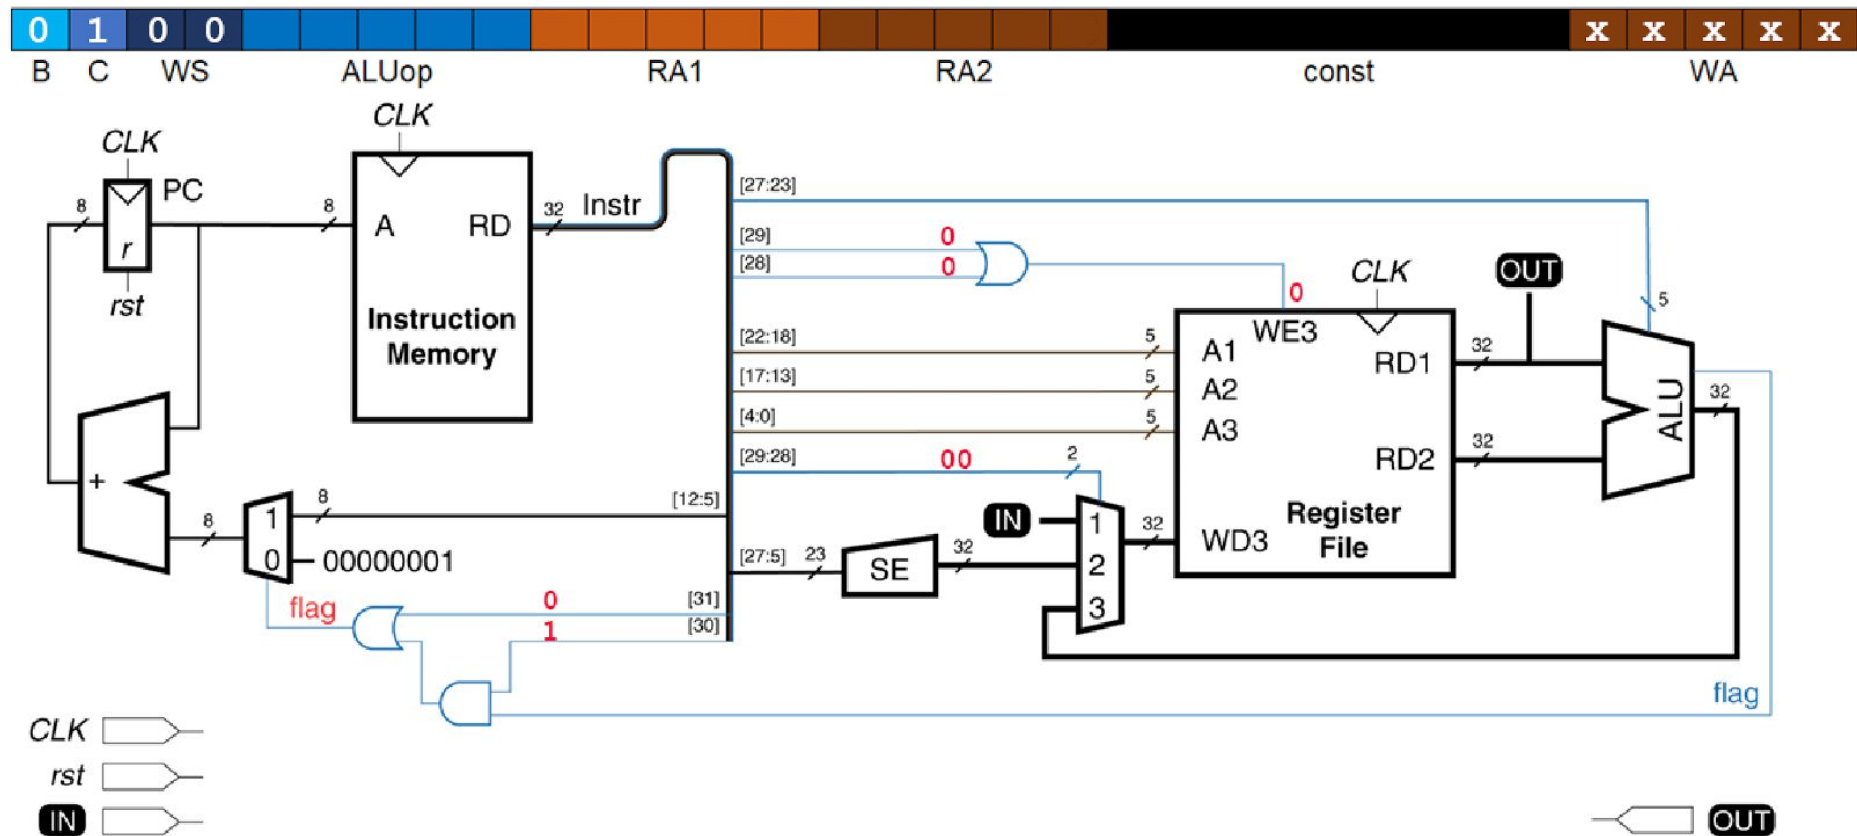 0 1 0 0 x x x x x
B C WS ALUop RA1 RA2 const WA
CLK
CLK
PC
8
8
A RD
32
Instr
r
rst
Instruction
Memory
[27:23]
[29] 0
[28] 0
0
CLK
OUT
5
WE3
[22:18] 5 A1
RD1 32
[17:13] 5 A2
[4:0] 5 A3
ALU
32
[29:28] 00 2
RD2 32
+
8
1
8
[12:5]
0 00000001
IN
1
32
WD3
Register
File
[27:5] 23 SE 32 2
3
flag
0 [31]
1 [30]
flag
CLK
rst
IN
OUT